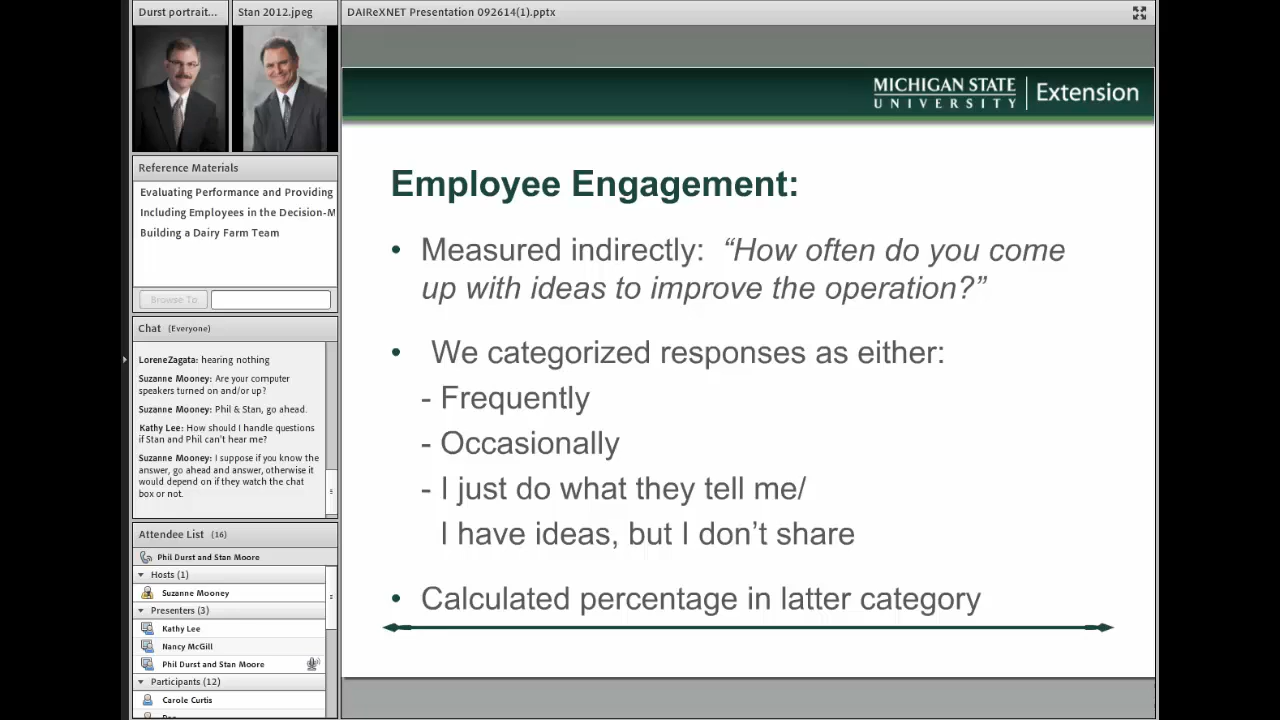 Durst portrait...
Stan 2012.jpeg
DAIReXNET Presentation 092614(1).pptx
Reference Materials
Evaluating Performance and Providing
Including Employees in the Decision-M
Building a Dairy Farm Team
Browse To
Chat (Everyone)
LoreneZagata: hearing nothing
Suzanne Mooney: Are your computer
speakers turned on and/or up?
Suzanne Mooney: Phil & Stan, go ahead.
Kathy Lee: How should I handle questions
if Stan and Phil can't hear me?
Suzanne Mooney: I suppose if you know the
answer, go ahead and answer, otherwise it
would depend on if they watch the chat
box or not.
Attendee List (16)
Phil Durst and Stan Moore
Hosts (1)
Suzanne Mooney
Presenters (3)
Kathy Lee
Nancy McGill
Phil Durst and Stan Moore
Participants (12)
Carole Curtis
MICHIGAN STATE
UNIVERSITY
Extension
Employee Engagement:
• Measured indirectly: “How often do you come
up with ideas to improve the operation?”
• We categorized responses as either:
- Frequently
- Occasionally
- I just do what they tell me/
I have ideas, but I don’t share
• Calculated percentage in latter category